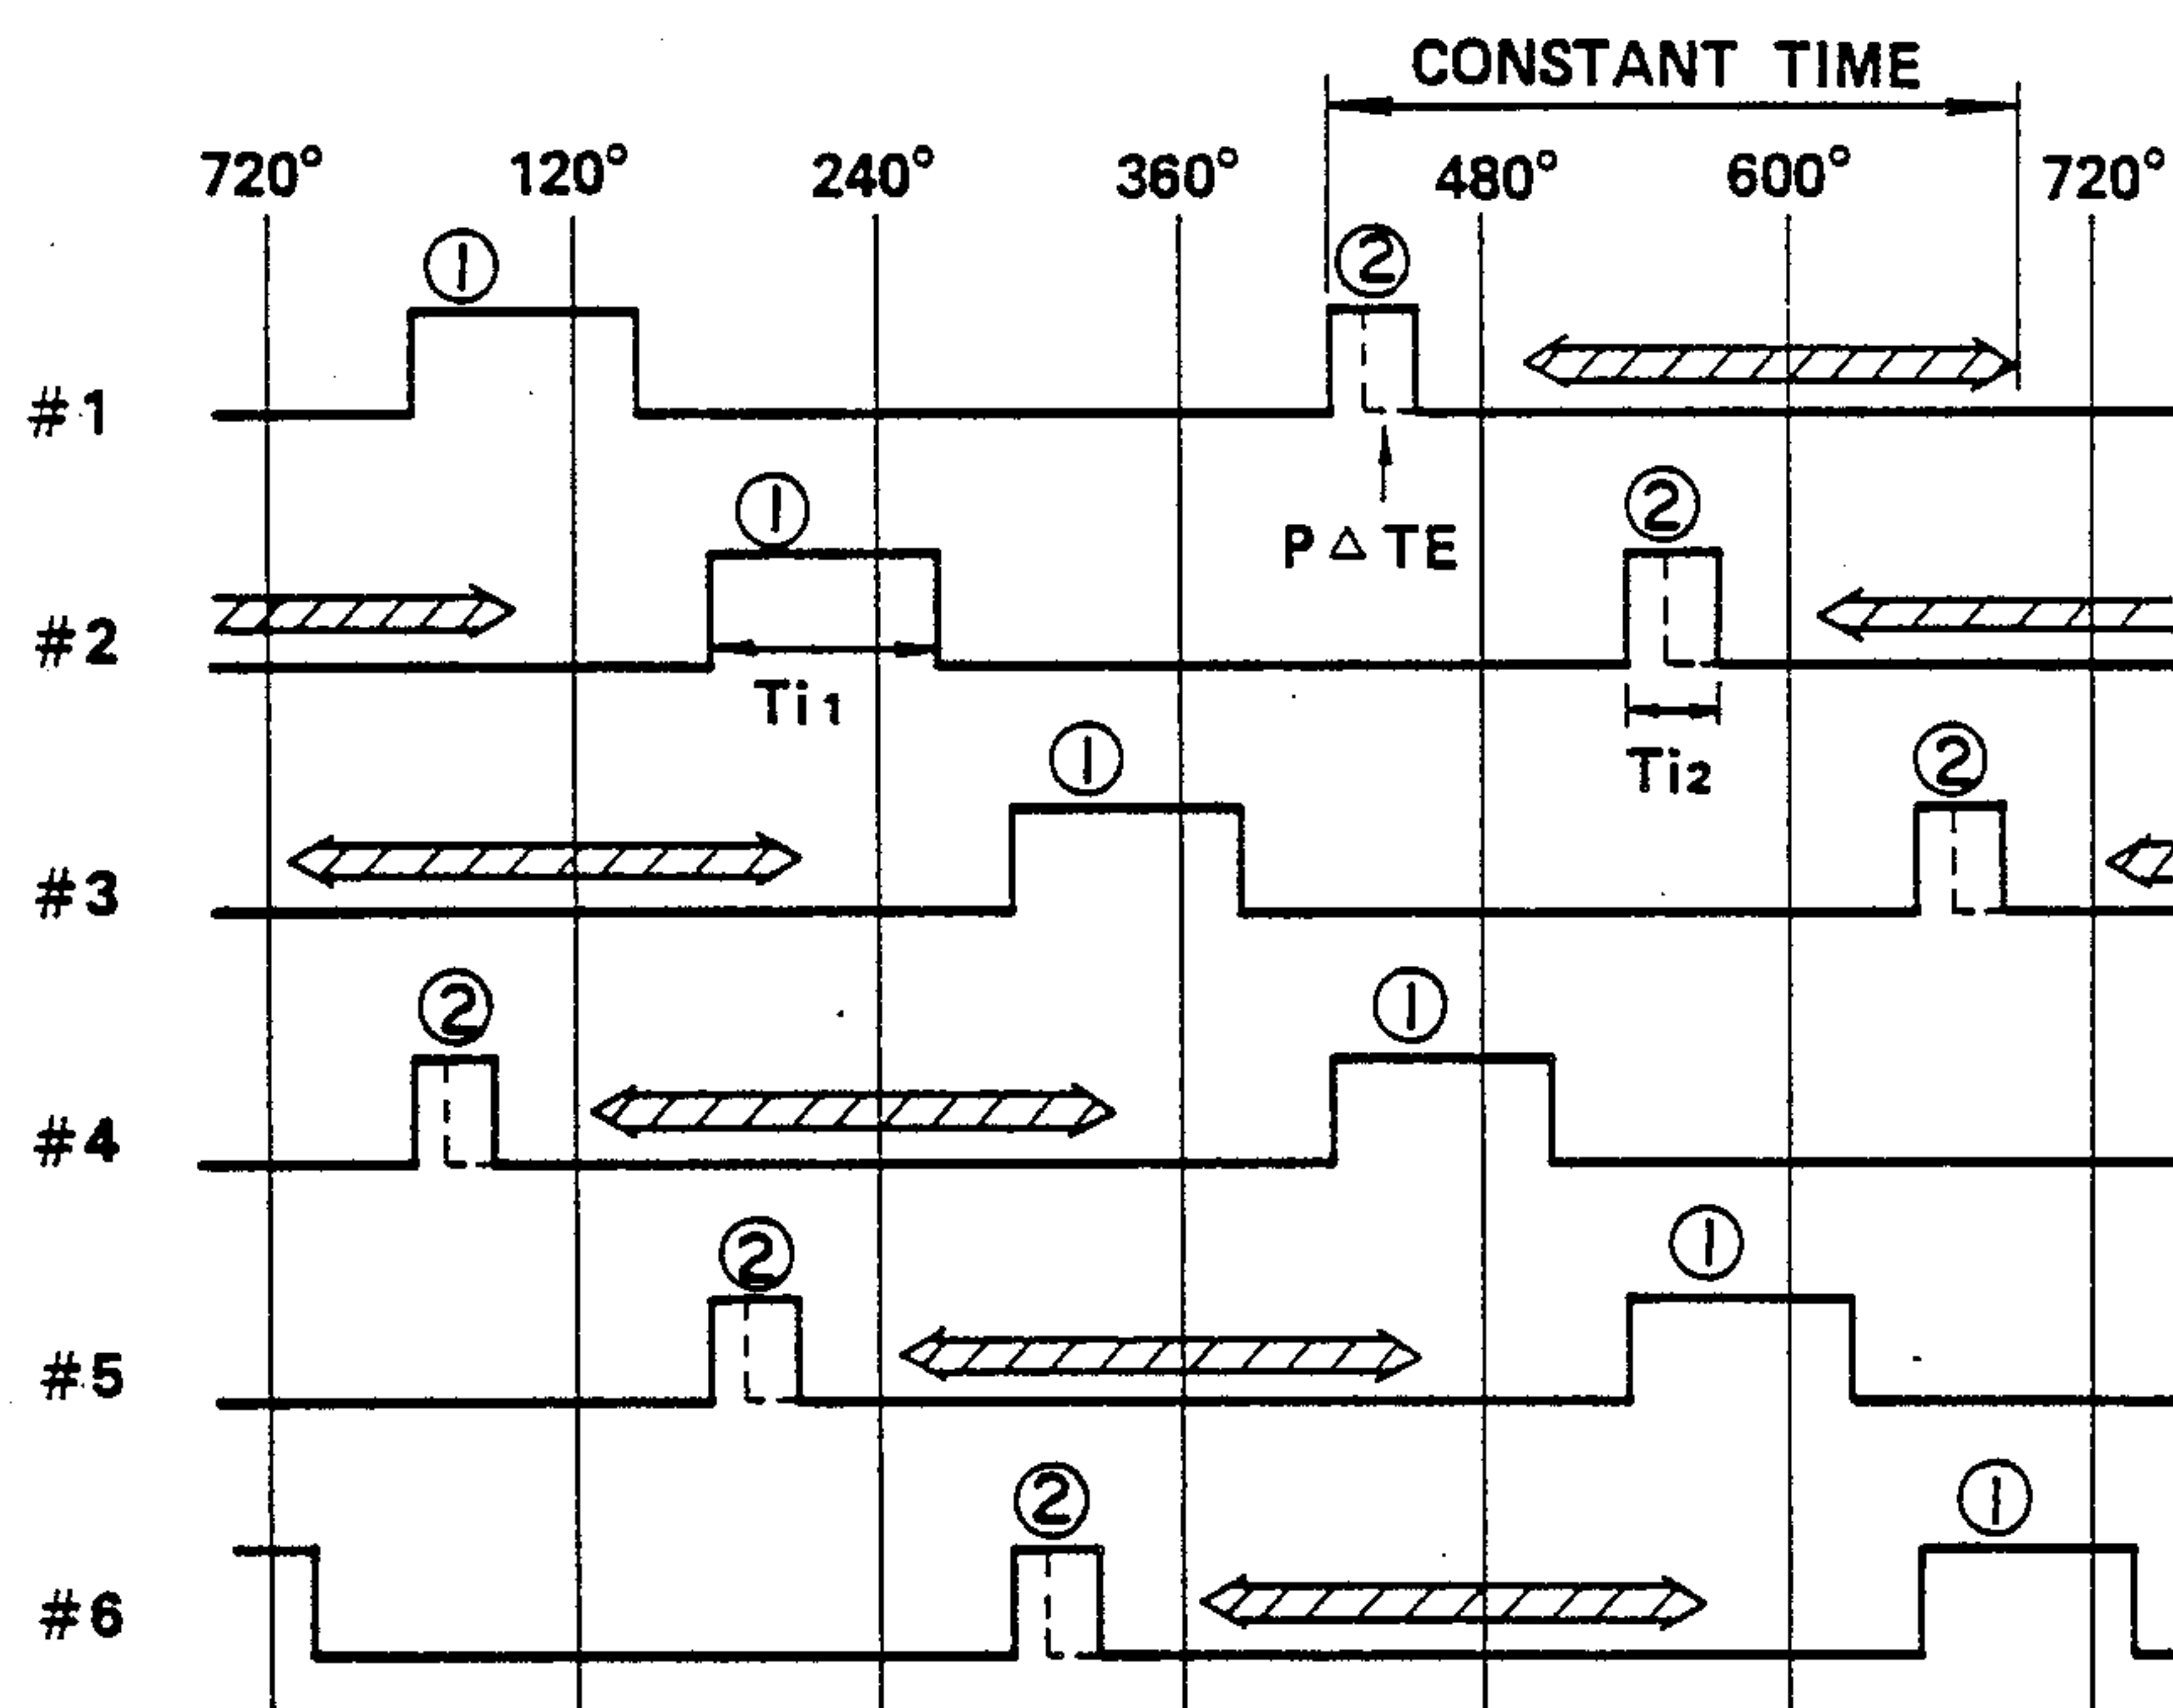 CONSTANT TIME
720° 120° 240° 360° 480° 600° 720°
① ②
#1
P△TE
① ②
#2
Ti1
Ti2
① ②
#3
② ①
#4
② ①
#5
② ①
#6